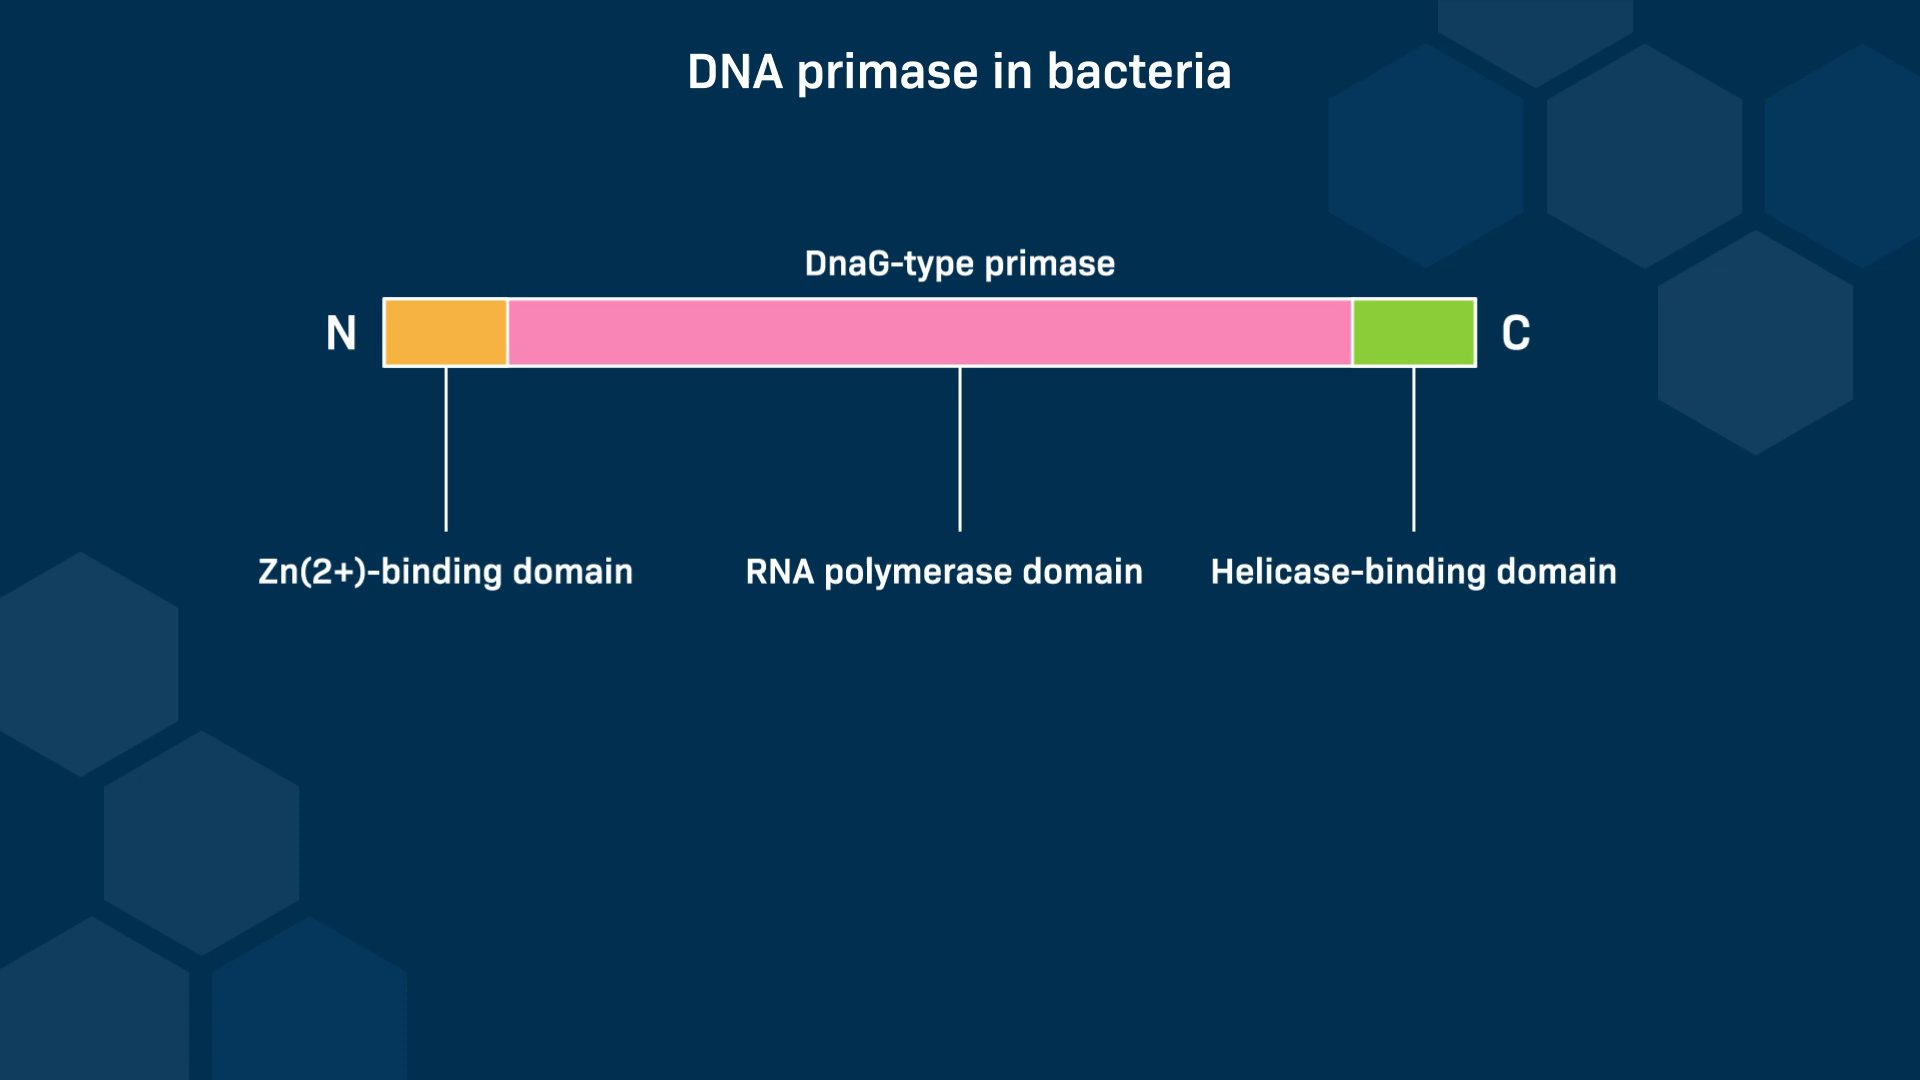 DNA primase in bacteria
DnaG-type primase
N
C
Zn(2+)-binding domain
RNA polymerase domain
Helicase-binding domain